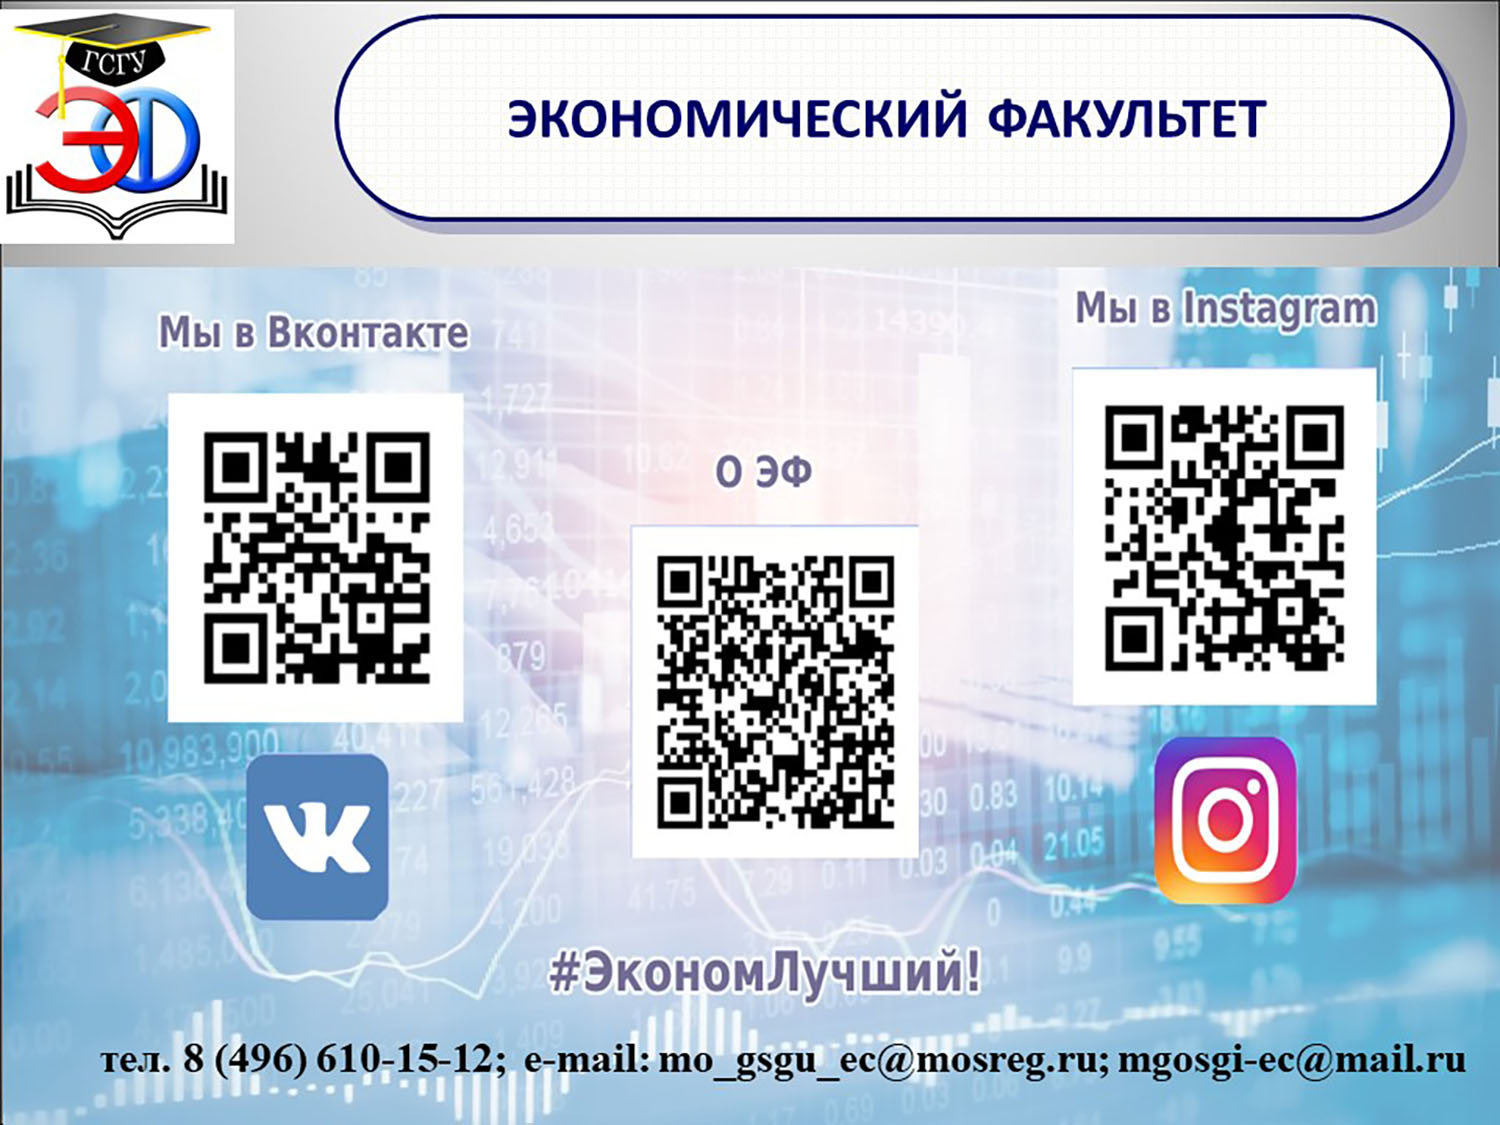 ГСГУ
ЭФ
ЭКОНОМИЧЕСКИЙ ФАКУЛЬТЕТ
Мы в Вконтакте
Мы в Instagram
О ЭФ
#ЭкономЛучший!
тел. 8 (496) 610-15-12; e-mail: mo_gsgu_ec@mosreg.ru; mgosgi-ec@mail.ru